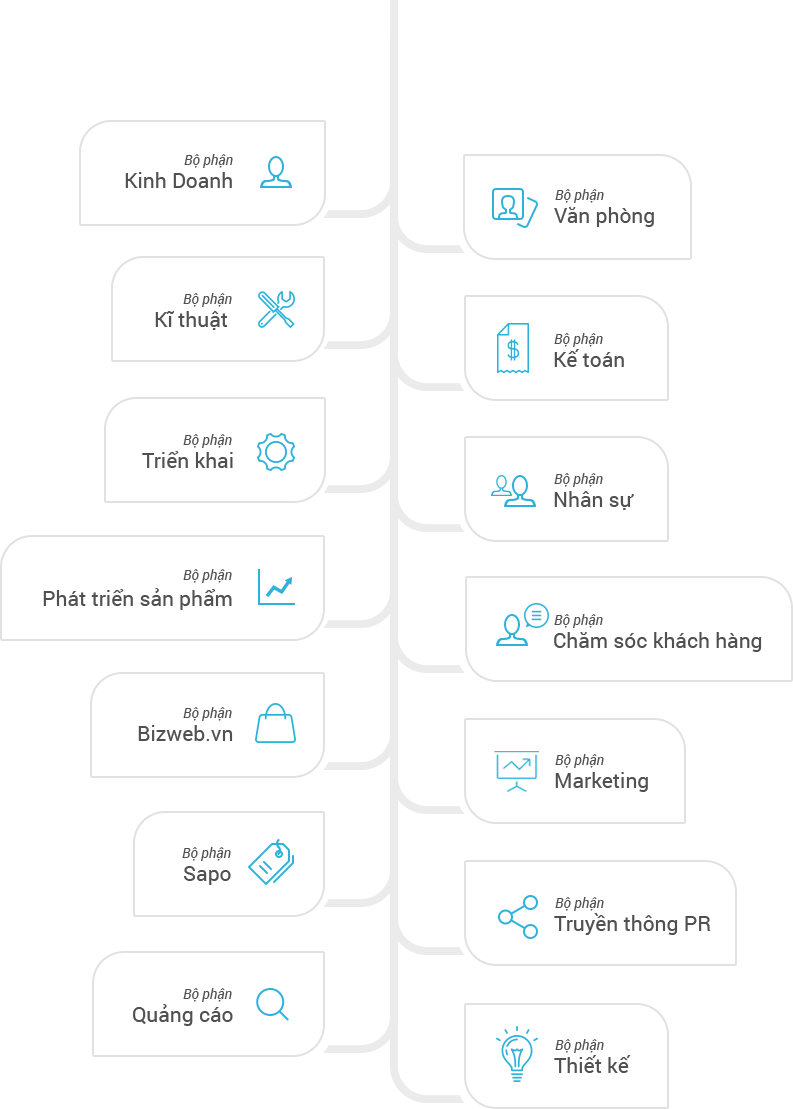 Bộ phận
Kinh Doanh
Bộ phận
Kĩ thuật
Bộ phận
Triển khai
Bộ phận
Phát triển sản phẩm
Bộ phận
Bizweb.vn
Bộ phận
Sapo
Bộ phận
Quảng cáo
Bộ phận
Văn phòng
$
Bộ phận
Kế toán
Bộ phận
Nhân sự
Bộ phận
Chăm sóc khách hàng
Bộ phận
Marketing
Bộ phận
Truyền thông PR
Bộ phận
Thiết kế